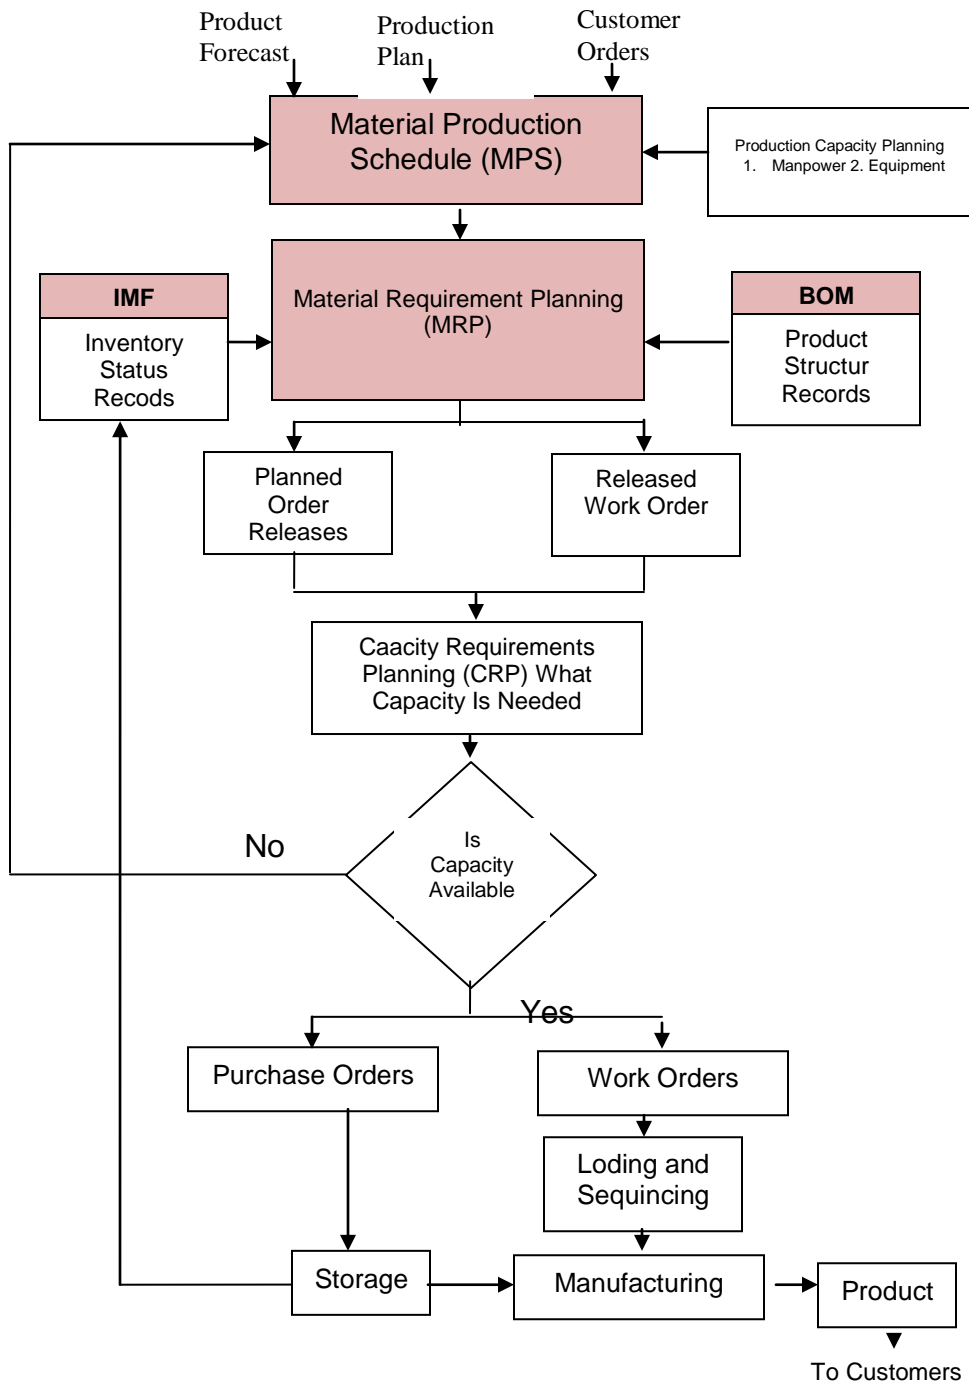 Product
Forecast
Production
Plan
Customer
Orders
Material Production
Schedule (MPS)
Production Capacity Planning
1. Manpower 2. Equipment
IMF
Inventory
Status
Recods
Material Requirement Planning
(MRP)
BOM
Product
Structur
Records
Planned
Order
Releases
Released
Work Order
Caacity Requirements
Planning (CRP) What
Capacity Is Needed
No
Is
Capacity
Available
Yes
Purchase Orders
Work Orders
Loding and
Sequincing
Storage
Manufacturing
Product
To Customers